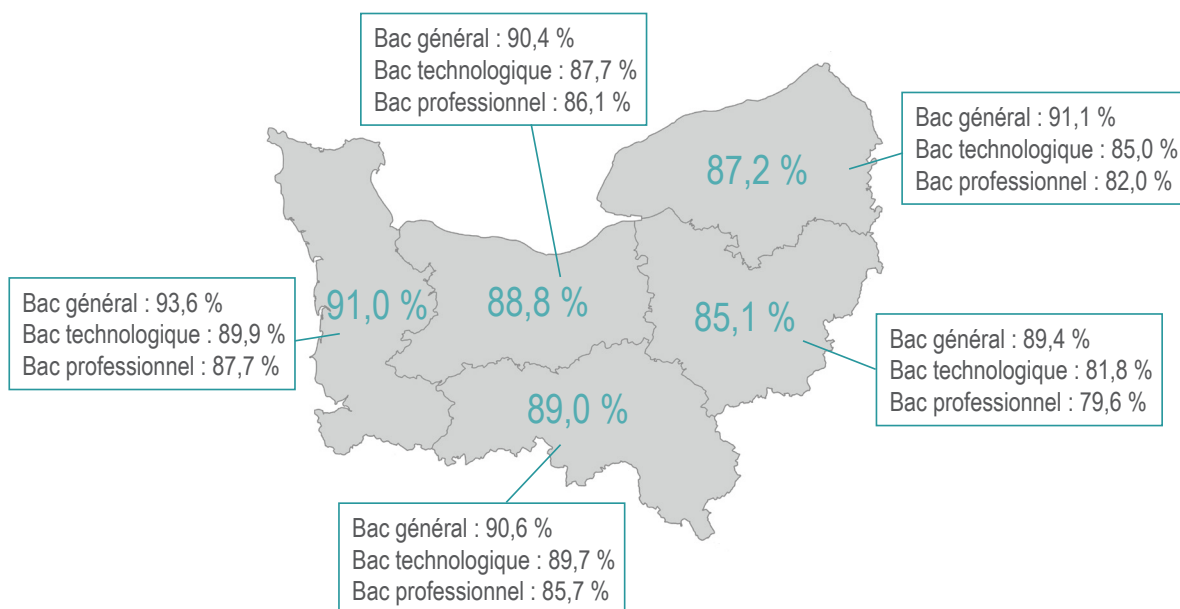 Bac général : 90,4 %
Bac technologique : 87,7 %
Bac professionnel : 86,1 %
Bac général : 91,1 %
Bac technologique : 85,0 %
Bac professionnel : 82,0 %
87,2 %
Bac général : 93,6 %
Bac technologique : 89,9 %
Bac professionnel : 87,7 %
91,0 %
88,8 %
85,1 %
Bac général : 89,4 %
Bac technologique : 81,8 %
Bac professionnel : 79,6 %
89,0 %
Bac général : 90,6 %
Bac technologique : 89,7 %
Bac professionnel : 85,7 %